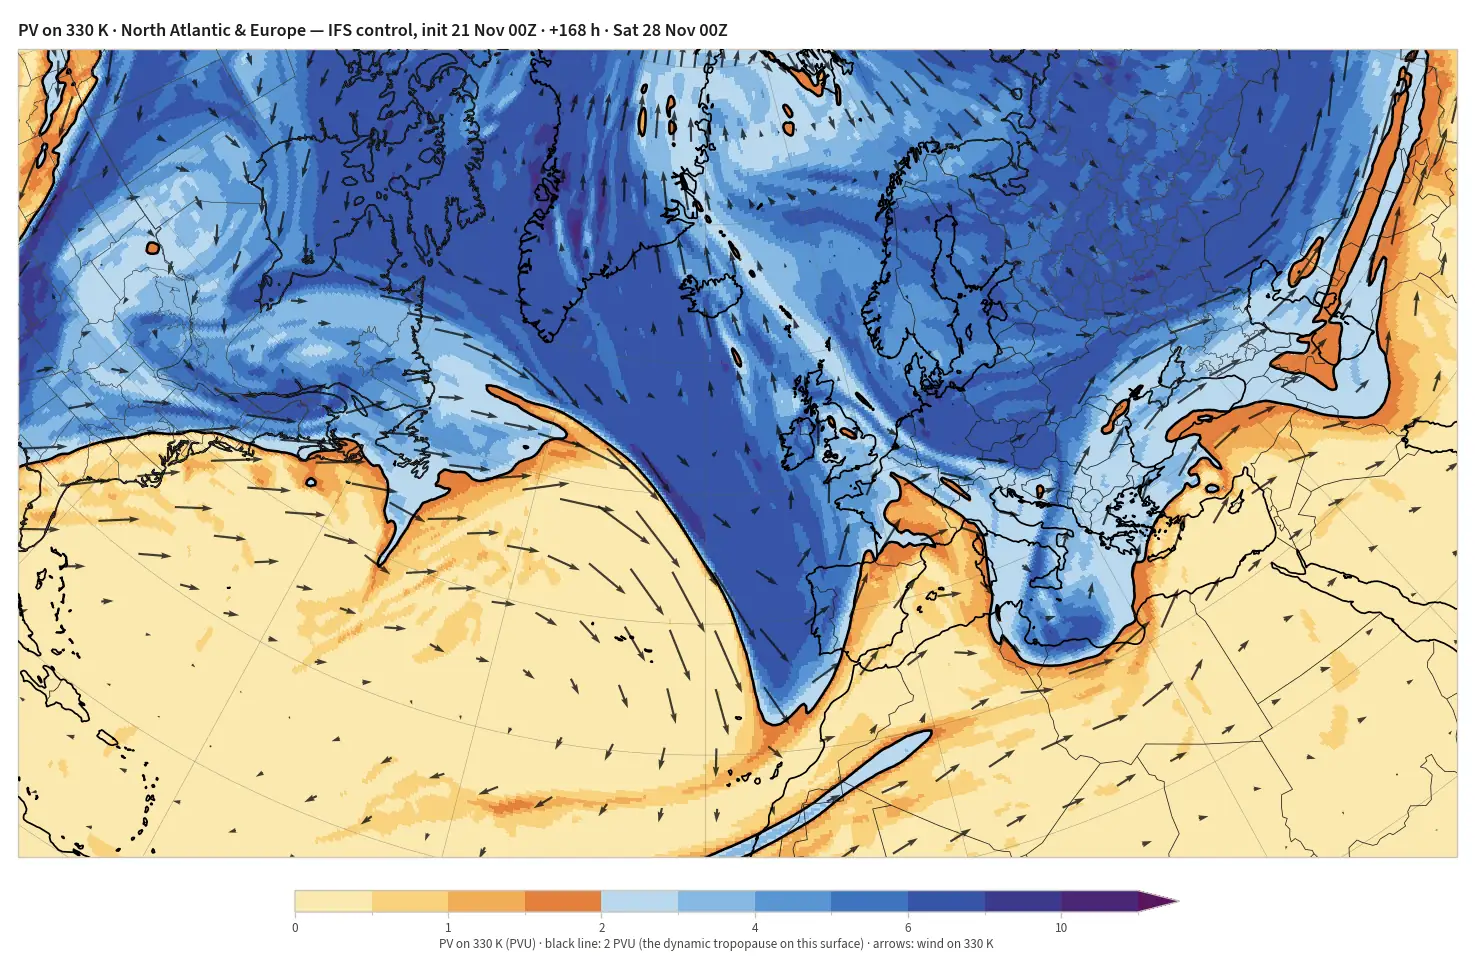 PV on 330 K · North Atlantic & Europe — IFS control, init 21 Nov 00Z · +168 h · Sat 28 Nov 00Z
0 1 2 4 6 10
PV on 330 K (PVU) · black line: 2 PVU (the dynamic tropopause on this surface) · arrows: wind on 330 K